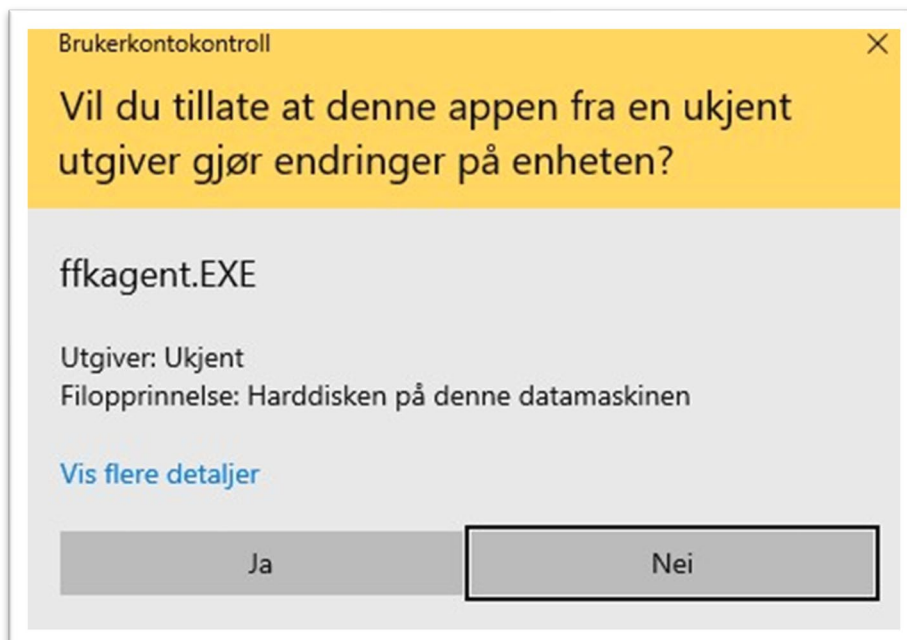 Brukerkontokontroll
Vil du tillate at denne appen fra en ukjent
utgiver gjør endringer på enheten?
ffkagent.EXE
Utgiver: Ukjent
Filopprinnelse: Harddisken på denne datamaskinen
Vis flere detaljer
Ja
Nei